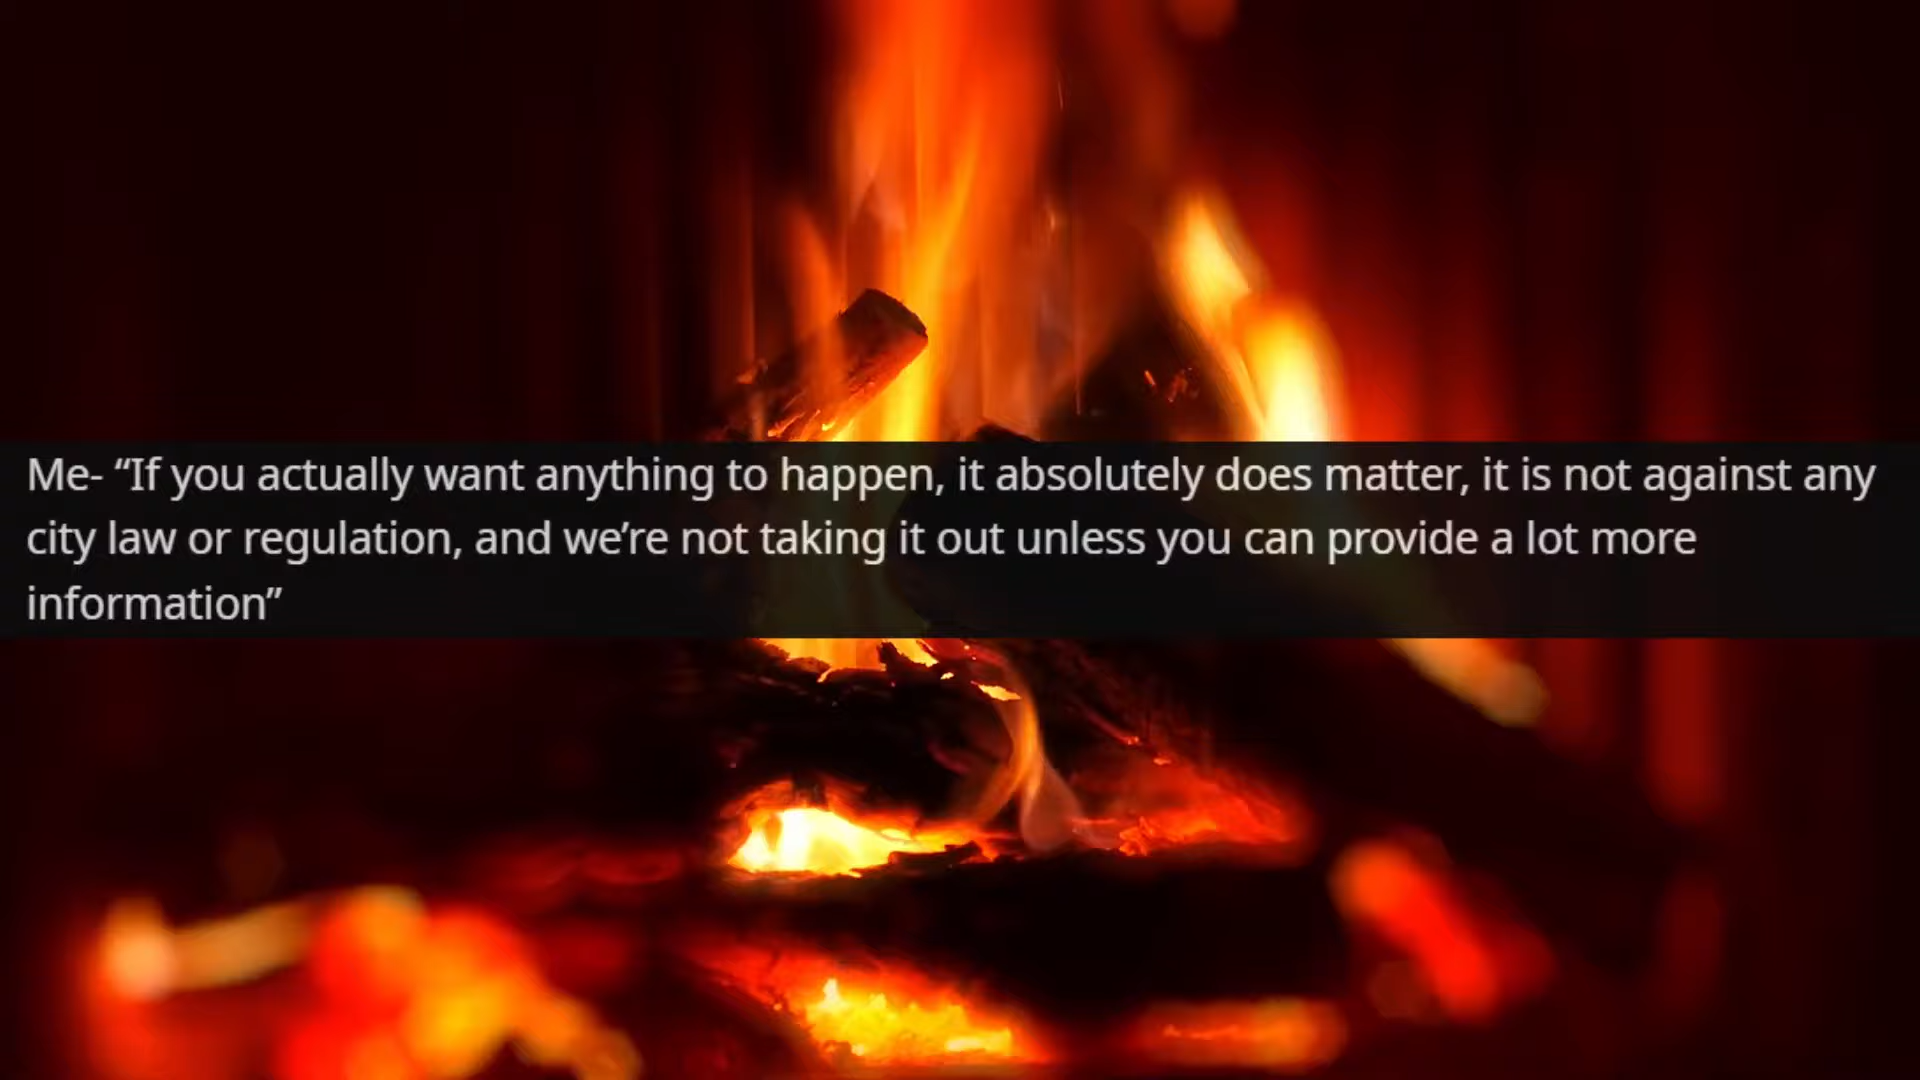 Me- “If you actually want anything to happen, it absolutely does matter, it is not against any
city law or regulation, and we’re not taking it out unless you can provide a lot more
information”